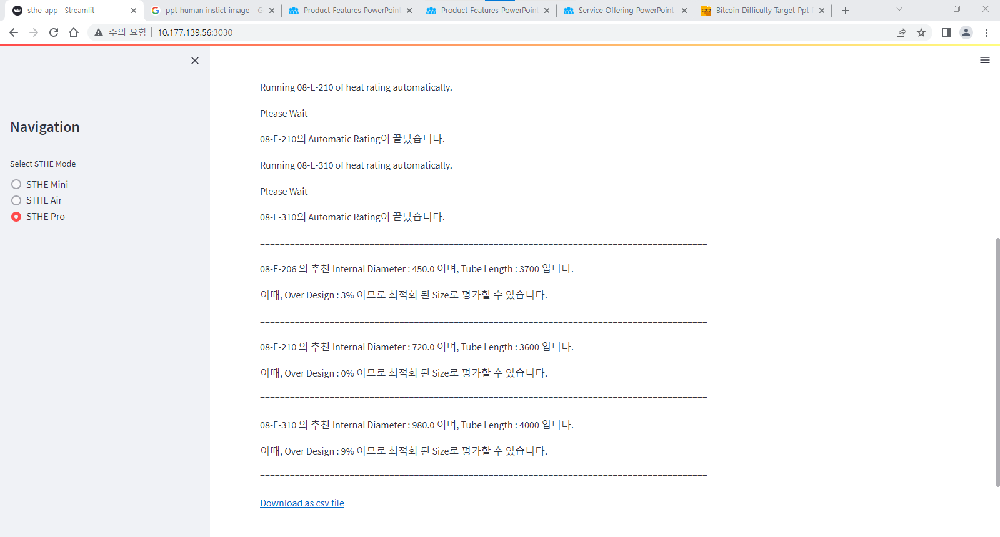 sthe_app · Streamlit
ppt human instict image - G
Product Features PowerPoint
Product Features PowerPoint
Service Offering PowerPoint
Bitcoin Difficulty Target Ppt
주의 요함
10.177.139.56:3030
Navigation
Select STHE Mode
STHE Mini
STHE Air
STHE Pro
Running 08-E-210 of heat rating automatically.
Please Wait
08-E-210의 Automatic Rating이 끝났습니다.
Running 08-E-310 of heat rating automatically.
Please Wait
08-E-310의 Automatic Rating이 끝났습니다.
==========================================================================================
08-E-206 의 추천 Internal Diameter : 450.0 이며, Tube Length : 3700 입니다.
이때, Over Design : 3% 이므로 최적화 된 Size로 평가할 수 있습니다.
==========================================================================================
08-E-210 의 추천 Internal Diameter : 720.0 이며, Tube Length : 3600 입니다.
이때, Over Design : 0% 이므로 최적화 된 Size로 평가할 수 있습니다.
==========================================================================================
08-E-310 의 추천 Internal Diameter : 980.0 이며, Tube Length : 4000 입니다.
이때, Over Design : 9% 이므로 최적화 된 Size로 평가할 수 있습니다.
==========================================================================================
Download as csv file